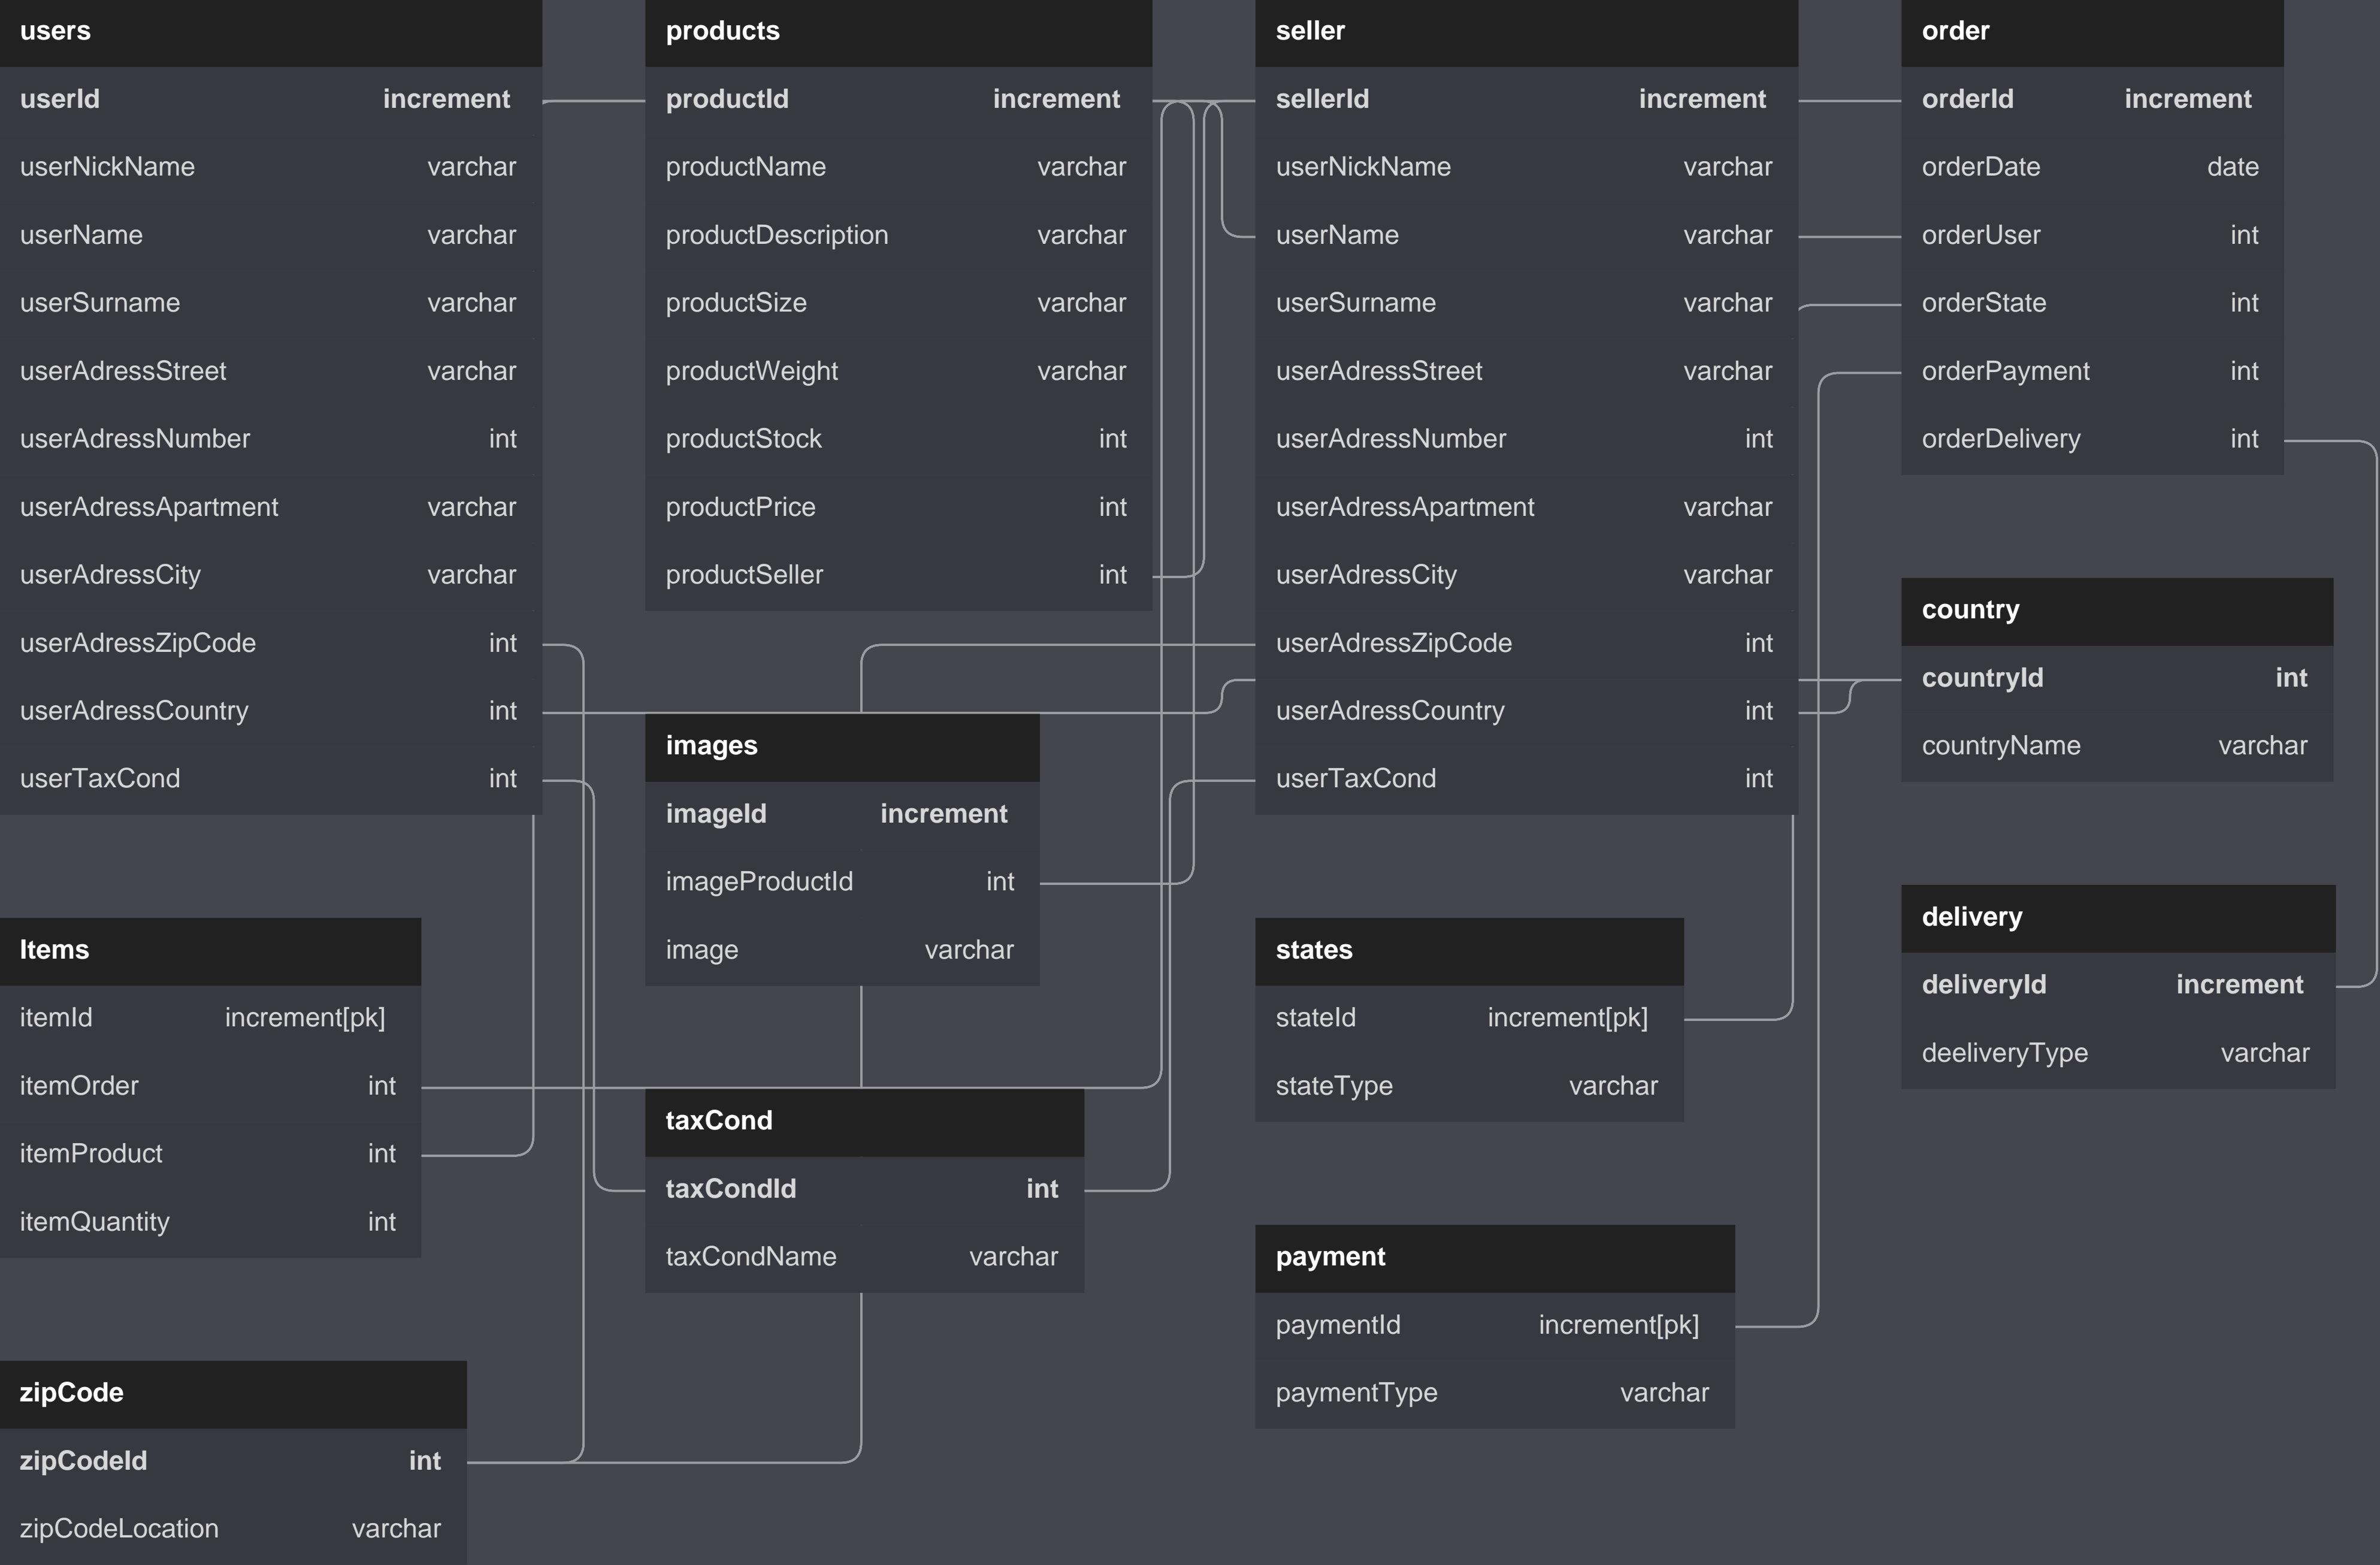 users
userId increment
userNickName varchar
userName varchar
userSurname varchar
userAdressStreet varchar
userAdressNumber int
userAdressApartment varchar
userAdressCity varchar
userAdressZipCode int
userAdressCountry int
userTaxCond int
products
productId increment
productName varchar
productDescription varchar
productSize varchar
productWeight varchar
productStock int
productPrice int
productSeller int
seller
sellerId increment
userNickName varchar
userName varchar
userSurname varchar
userAdressStreet varchar
userAdressNumber int
userAdressApartment varchar
userAdressCity varchar
userAdressZipCode int
userAdressCountry int
userTaxCond int
order
orderId increment
orderDate date
orderUser int
orderState int
orderPayment int
orderDelivery int
country
countryId int
countryName varchar
images
imageId increment
imageProductId int
image varchar
delivery
deliveryId increment
deeliveryType varchar
Items
itemId increment[pk]
itemOrder int
itemProduct int
itemQuantity int
states
stateId increment[pk]
stateType varchar
taxCond
taxCondId int
taxCondName varchar
payment
paymentId increment[pk]
paymentType varchar
zipCode
zipCodeId int
zipCodeLocation varchar